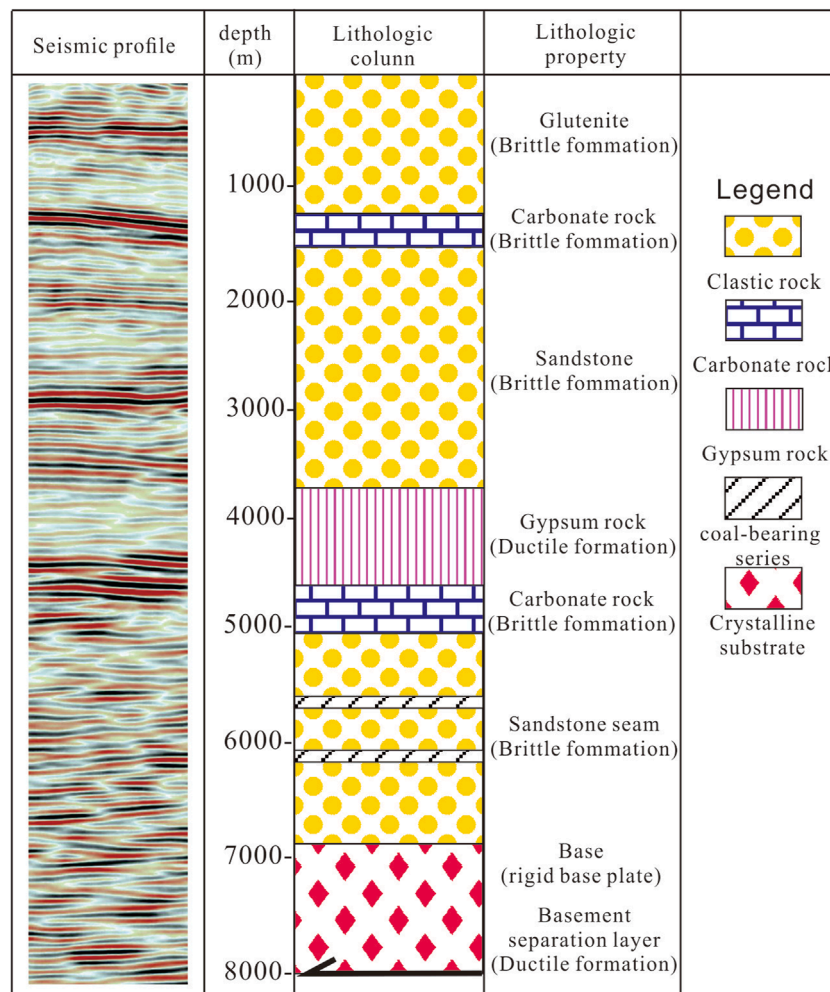 Seismic profile
depth
(m)
Lithologic
colunn
Lithologic
property
Glutenite
(Brittle fommation)
1000
Carbonate rock
(Brittle fommation)
2000
Sandstone
(Brittle fommation)
3000
4000
Gypsum rock
(Ductile formation)
Carbonate rock
(Brittle fommation)
5000
Sandstone seam
(Brittle fommation)
6000
7000
Base
(rigid base plate)
Basement
separation layer
(Ductile formation)
8000
Legend
Clastic rock
Carbonate rock
Gypsum rock
coal-bearing
series
Crystalline
substrate